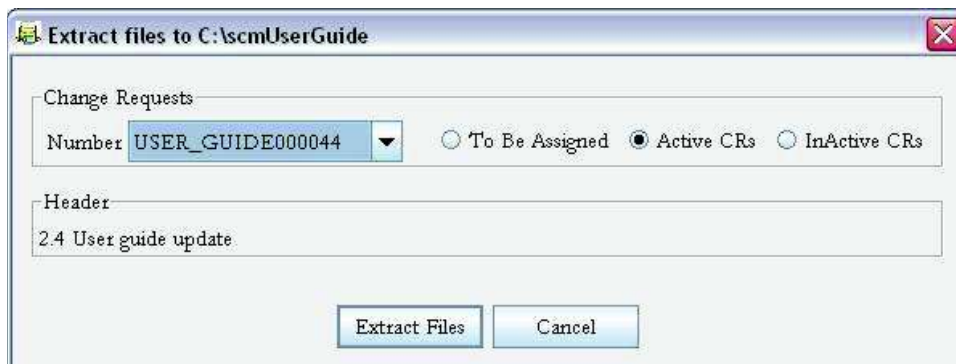 Extract files to C:\scmUserGuide
Change Requests
Number USER_GUIDE000044 To Be Assigned Active CRs InActive CRs
Header
2.4 User guide update
Extract Files Cancel